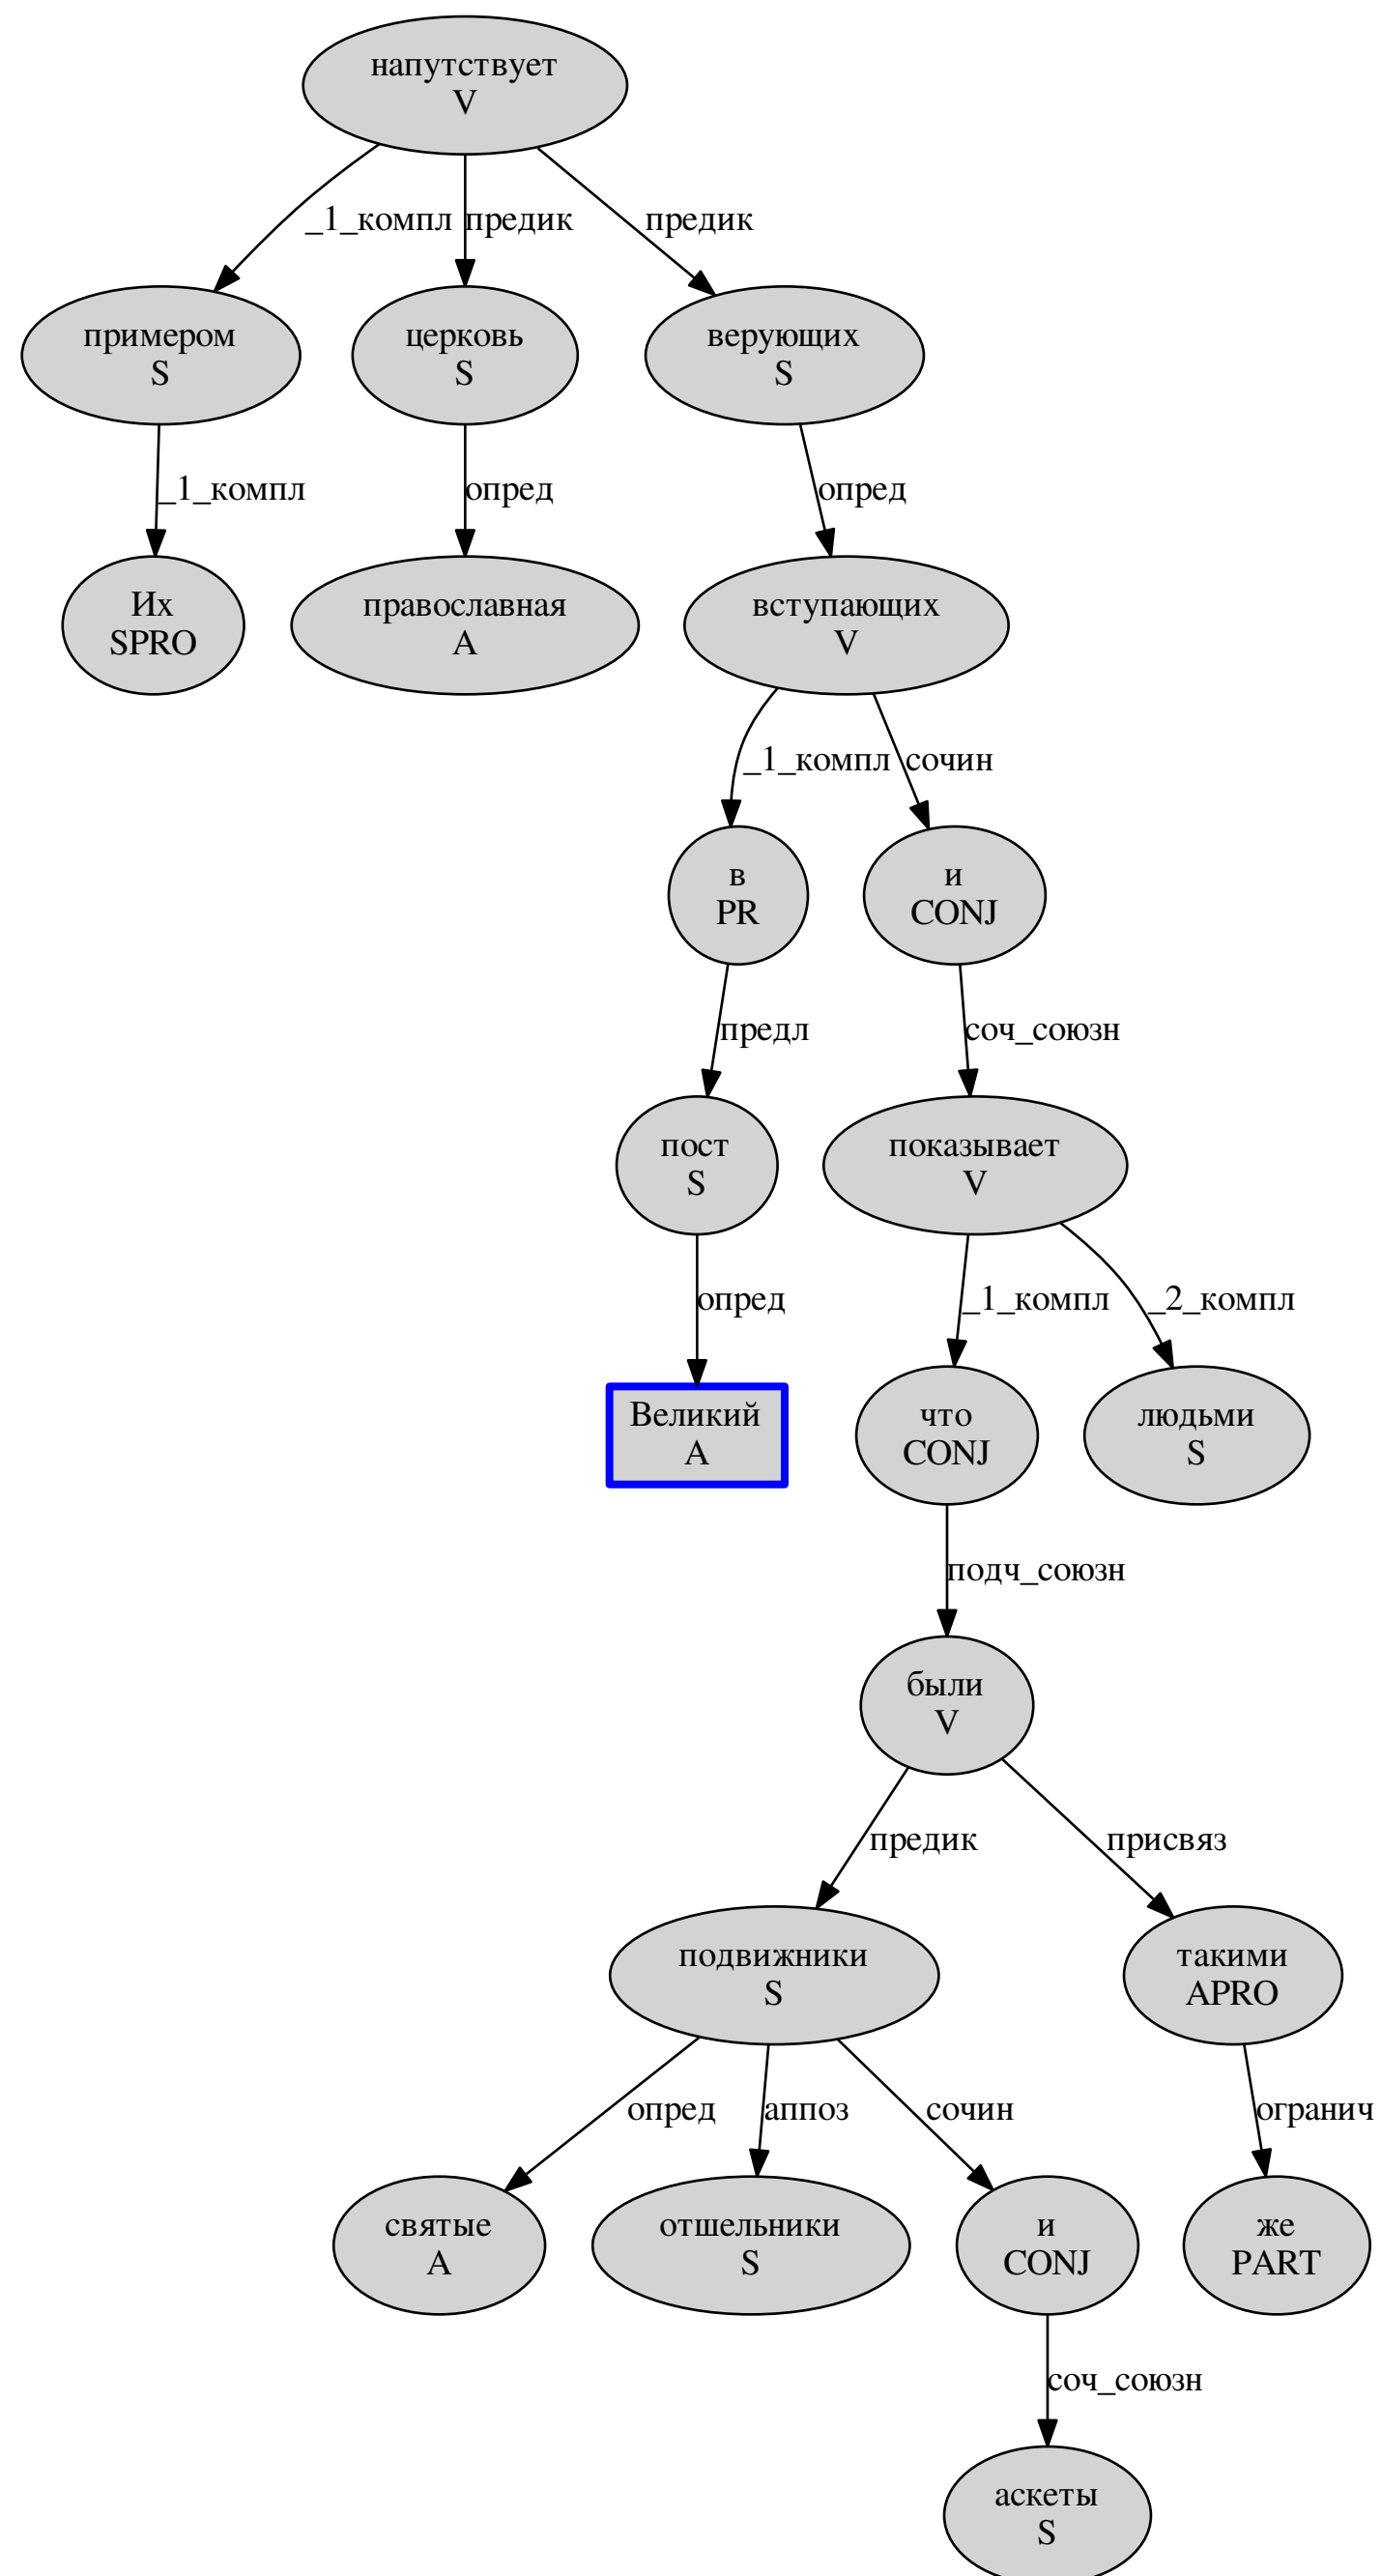 напутствует
V
_1_компл
предик
предик
примером
S
церковь
S
верующих
S
_1_компл
опред
опред
Их
SPRO
православная
A
вступающих
V
_1_компл
сочин
в
PR
и
CONJ
предл
соч_союзн
пост
S
показывает
V
опред
_1_компл
_2_компл
Великий
A
что
CONJ
людьми
S
подч_союзн
были
V
предик
присвяз
подвижники
S
такими
APRO
опред
аппоз
сочин
огранич
святые
A
отшельники
S
и
CONJ
же
PART
соч_союзн
аскеты
S